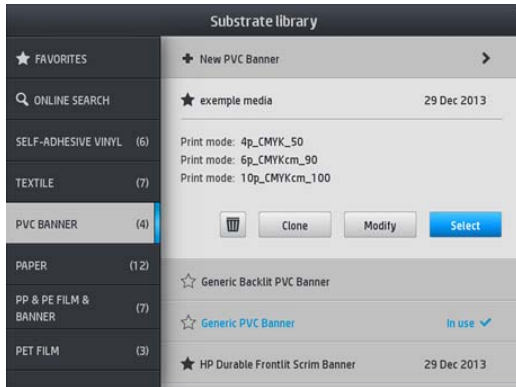 Substrate library
FAVORITES
ONLINE SEARCH
SELF-ADHESIVE VINYL (6)
TEXTILE (7)
PVC BANNER (4)
PAPER (12)
PP & PE FILM &
BANNER (7)
PET FILM (3)
New PVC Banner
exemple media 29 Dec 2013
Print mode: 4p_CMYK_50
Print mode: 6p_CMYKcm_90
Print mode: 10p_CMYKcm_100
Clone Modify Select
Generic Backlit PVC Banner
Generic PVC Banner In use
HP Durable Frontlit Scrim Banner 29 Dec 2013